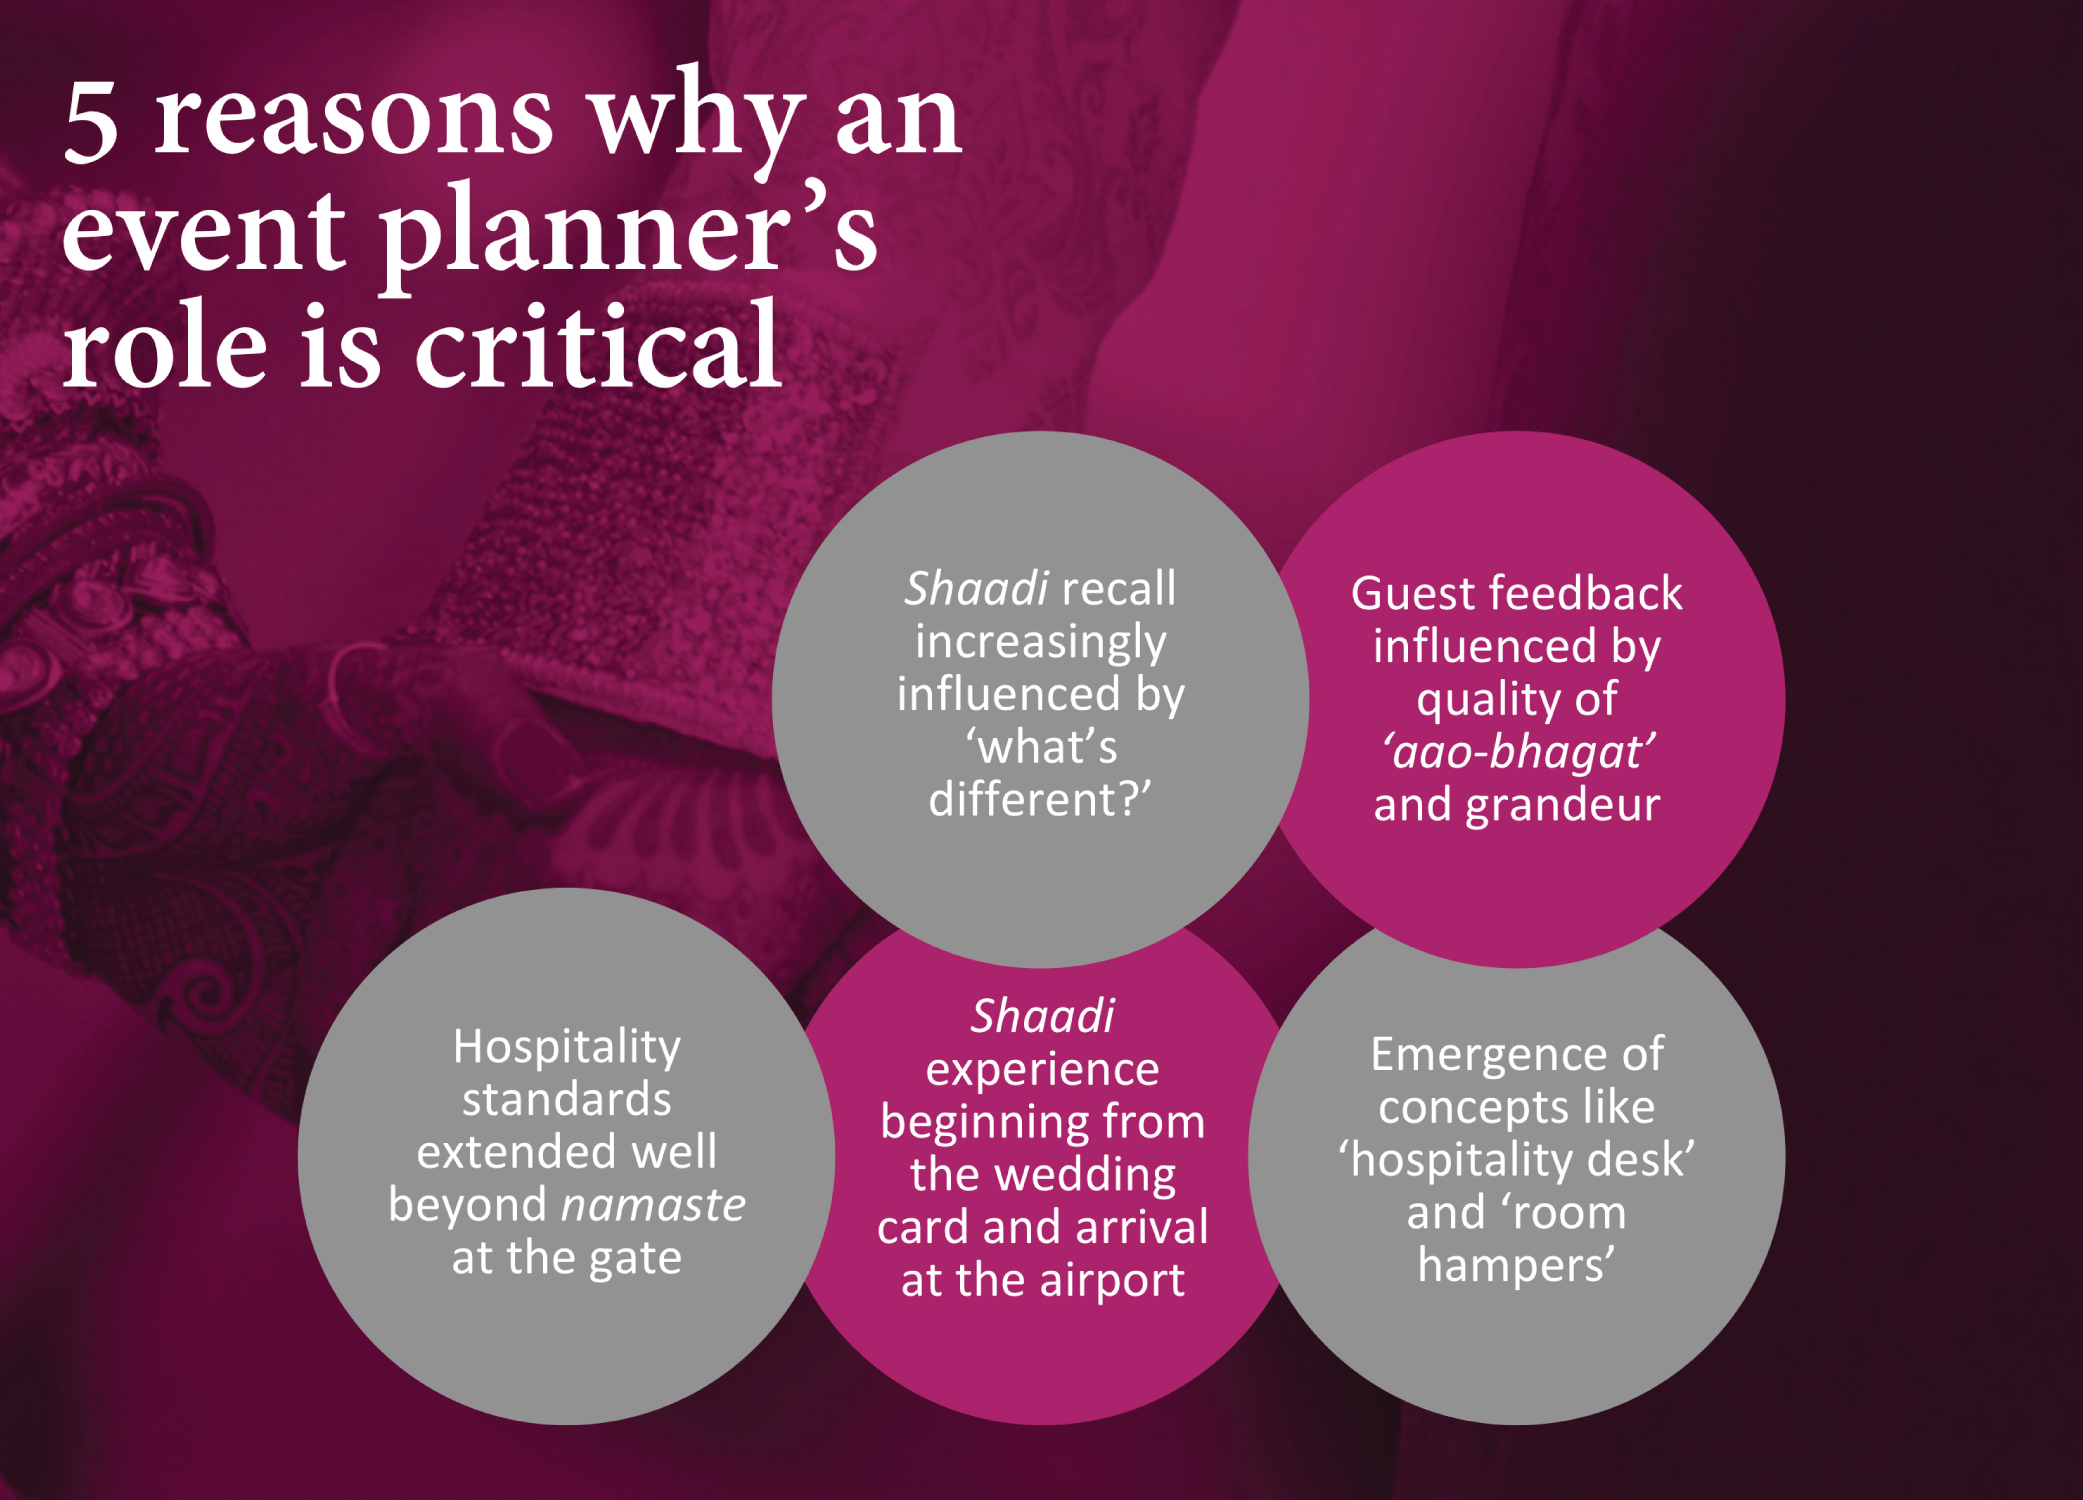 5 reasons why an
event planner’s
role is critical
Shaadi recall
increasingly
influenced by
‘what’s
different?’
Guest feedback
influenced by
quality of
‘aao-bhagat’
and grandeur
Hospitality
standards
extended well
beyond namaste
at the gate
Shaadi
experience
beginning from
the wedding
card and arrival
at the airport
Emergence of
concepts like
‘hospitality desk’
and ‘room
hampers’